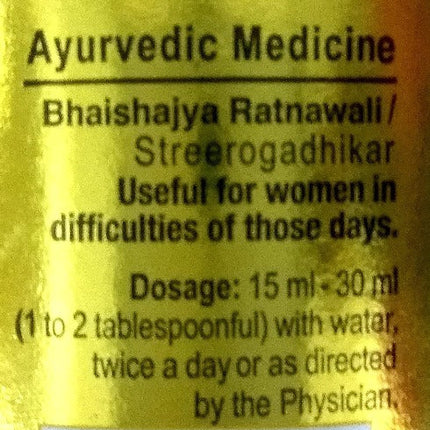 Ayurvedic Medicine
Bhaishajya Ratnawali/
Streerogadhikar
Useful for women in
difficulties of those days.
Dosage: 15 ml - 30 ml
(1 to 2 tablespoonful) with water,
twice a day or as directed
by the Physician.